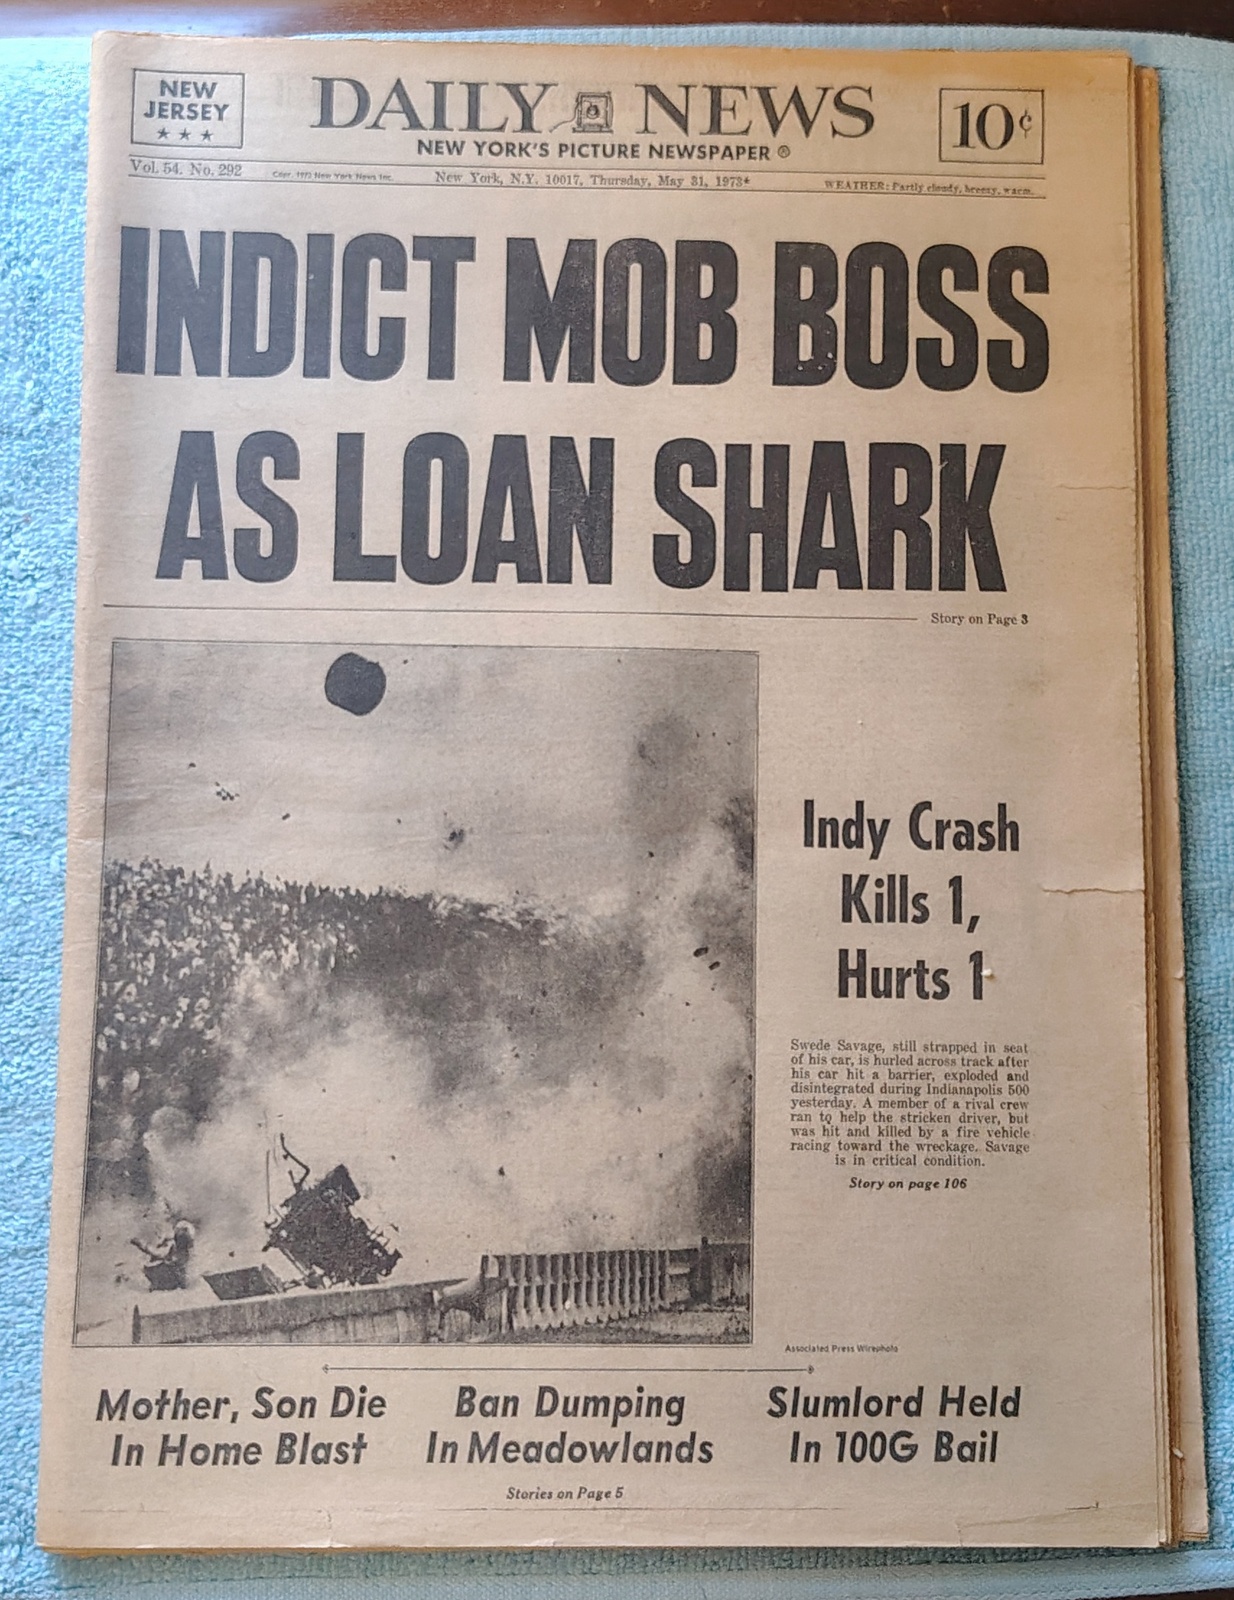 NEW
JERSEY
★ ★ ★
DAILY NEWS
NEW YORK'S PICTURE NEWSPAPER ®
10¢
Vol. 54. No. 292
Copr. 1973 New York News Inc.
New York, N.Y. 10017, Thursday, May 31, 1973*
WEATHER: Partly cloudy, breezy, warm.
INDICT MOB BOSS
AS LOAN SHARK
Story on Page 3
Indy Crash
Kills 1,
Hurts 1
Swede Savage, still strapped in seat
of his car, is hurled across track after
his car hit a barrier, exploded and
disintegrated during Indianapolis 500
yesterday. A member of a rival crew
ran to help the stricken driver, but
was hit and killed by a fire vehicle
racing toward the wreckage. Savage
is in critical condition.
Story on page 106
Associated Press Wirephoto
Mother, Son Die
In Home Blast
Ban Dumping
In Meadowlands
Slumlord Held
In 100G Bail
Stories on Page 5